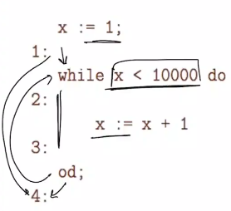 x := 1;
1:
while x < 10000 do
2:
x := x + 1
3:
od;
4: